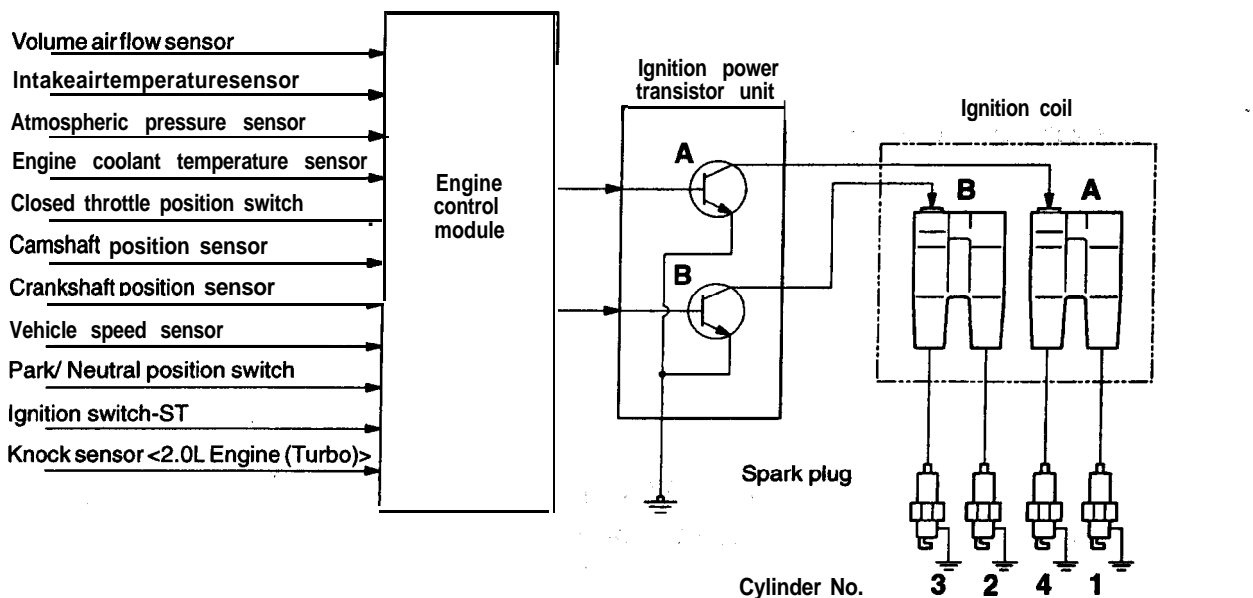 Volume airflow sensor
Intakeairtemperaturesensor
Atmospheric pressure sensor
Engine coolant temperature sensor
Closed throttle position switch
Camshaft position sensor
Crankshaft position sensor
Vehicle speed sensor
Park/ Neutral position switch
Ignition switch-ST
Knock sensor <2.0L Engine (Turbo)>
Engine
control
module
Ignition power
transistor unit
A
B
Ignition coil
B A
Spark plug
Cylinder No. 3 2 4 1